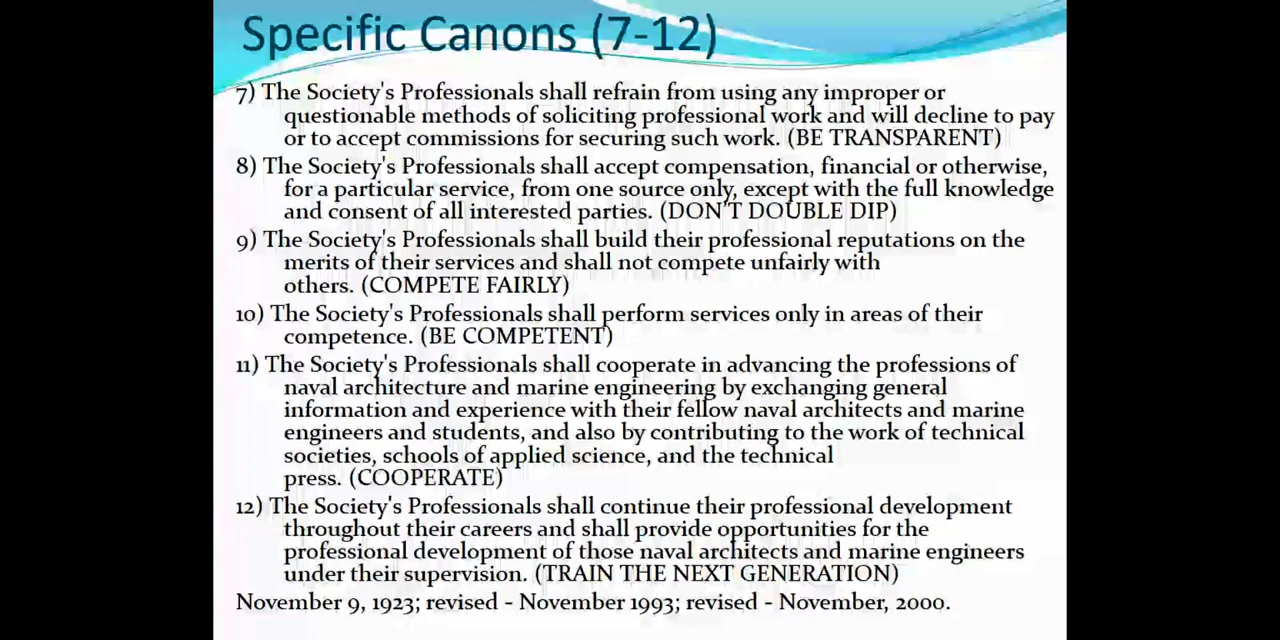 Specific Canons (7-12)
7) The Society's Professionals shall refrain from using any improper or
questionable methods of soliciting professional work and will decline to pay
or to accept commissions for securing such work. (BE TRANSPARENT)
8) The Society's Professionals shall accept compensation, financial or otherwise,
for a particular service, from one source only, except with the full knowledge
and consent of all interested parties. (DON'T DOUBLE DIP)
9) The Society's Professionals shall build their professional reputations on the
merits of their services and shall not compete unfairly with
others. (COMPETE FAIRLY)
10) The Society's Professionals shall perform services only in areas of their
competence. (BE COMPETENT)
11) The Society's Professionals shall cooperate in advancing the professions of
naval architecture and marine engineering by exchanging general
information and experience with their fellow naval architects and marine
engineers and students, and also by contributing to the work of technical
societies, schools of applied science, and the technical
press. (COOPERATE)
12) The Society's Professionals shall continue their professional development
throughout their careers and shall provide opportunities for the
professional development of those naval architects and marine engineers
under their supervision. (TRAIN THE NEXT GENERATION)
November 9, 1923; revised - November 1993; revised - November, 2000.